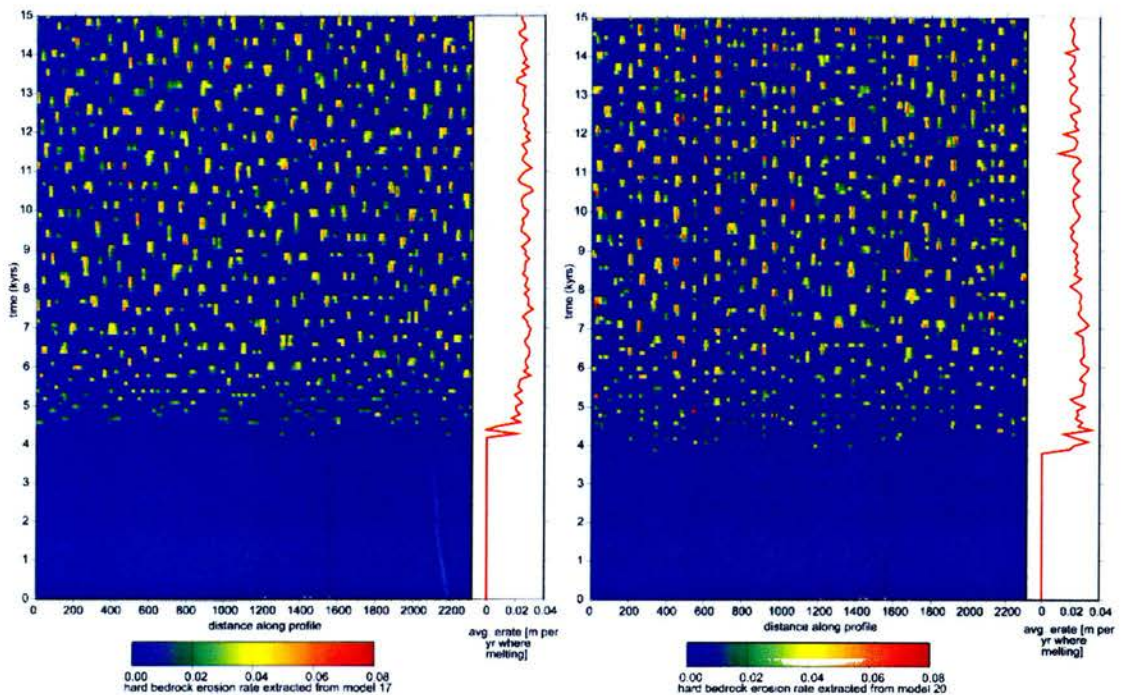 15
14
13
12
11
10
9
8
7
6
5
4
3
2
1
0
time (kyrs)
0 200 400 600 800 1000 1200 1400 1600 1800 2000 2200
distance along profile
0 0.02 0.04
avg. erate [m per
yr where
melting]
0.00 0.02 0.04 0.06 0.08
hard bedrock erosion rate extracted from model 17
15
14
13
12
11
10
9
8
7
6
5
4
3
2
1
0
time (kyrs)
0 200 400 600 800 1000 1200 1400 1600 1800 2000 2200
distance along profile
0 0.02 0.04
avg. erate [m per
yr where
melting]
0.00 0.02 0.04 0.06 0.08
hard bedrock erosion rate extracted from model 20